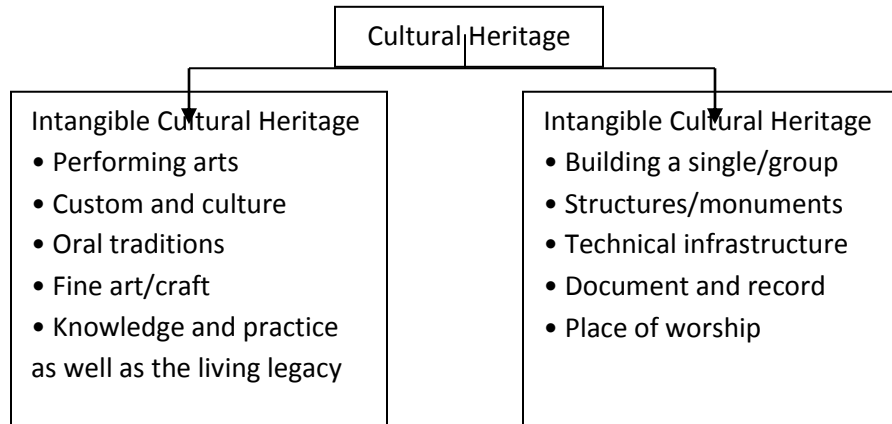 Cultural Heritage
Intangible Cultural Heritage
• Performing arts
• Custom and culture
• Oral traditions
• Fine art/craft
• Knowledge and practice
as well as the living legacy
Intangible Cultural Heritage
• Building a single/group
• Structures/monuments
• Technical infrastructure
• Document and record
• Place of worship